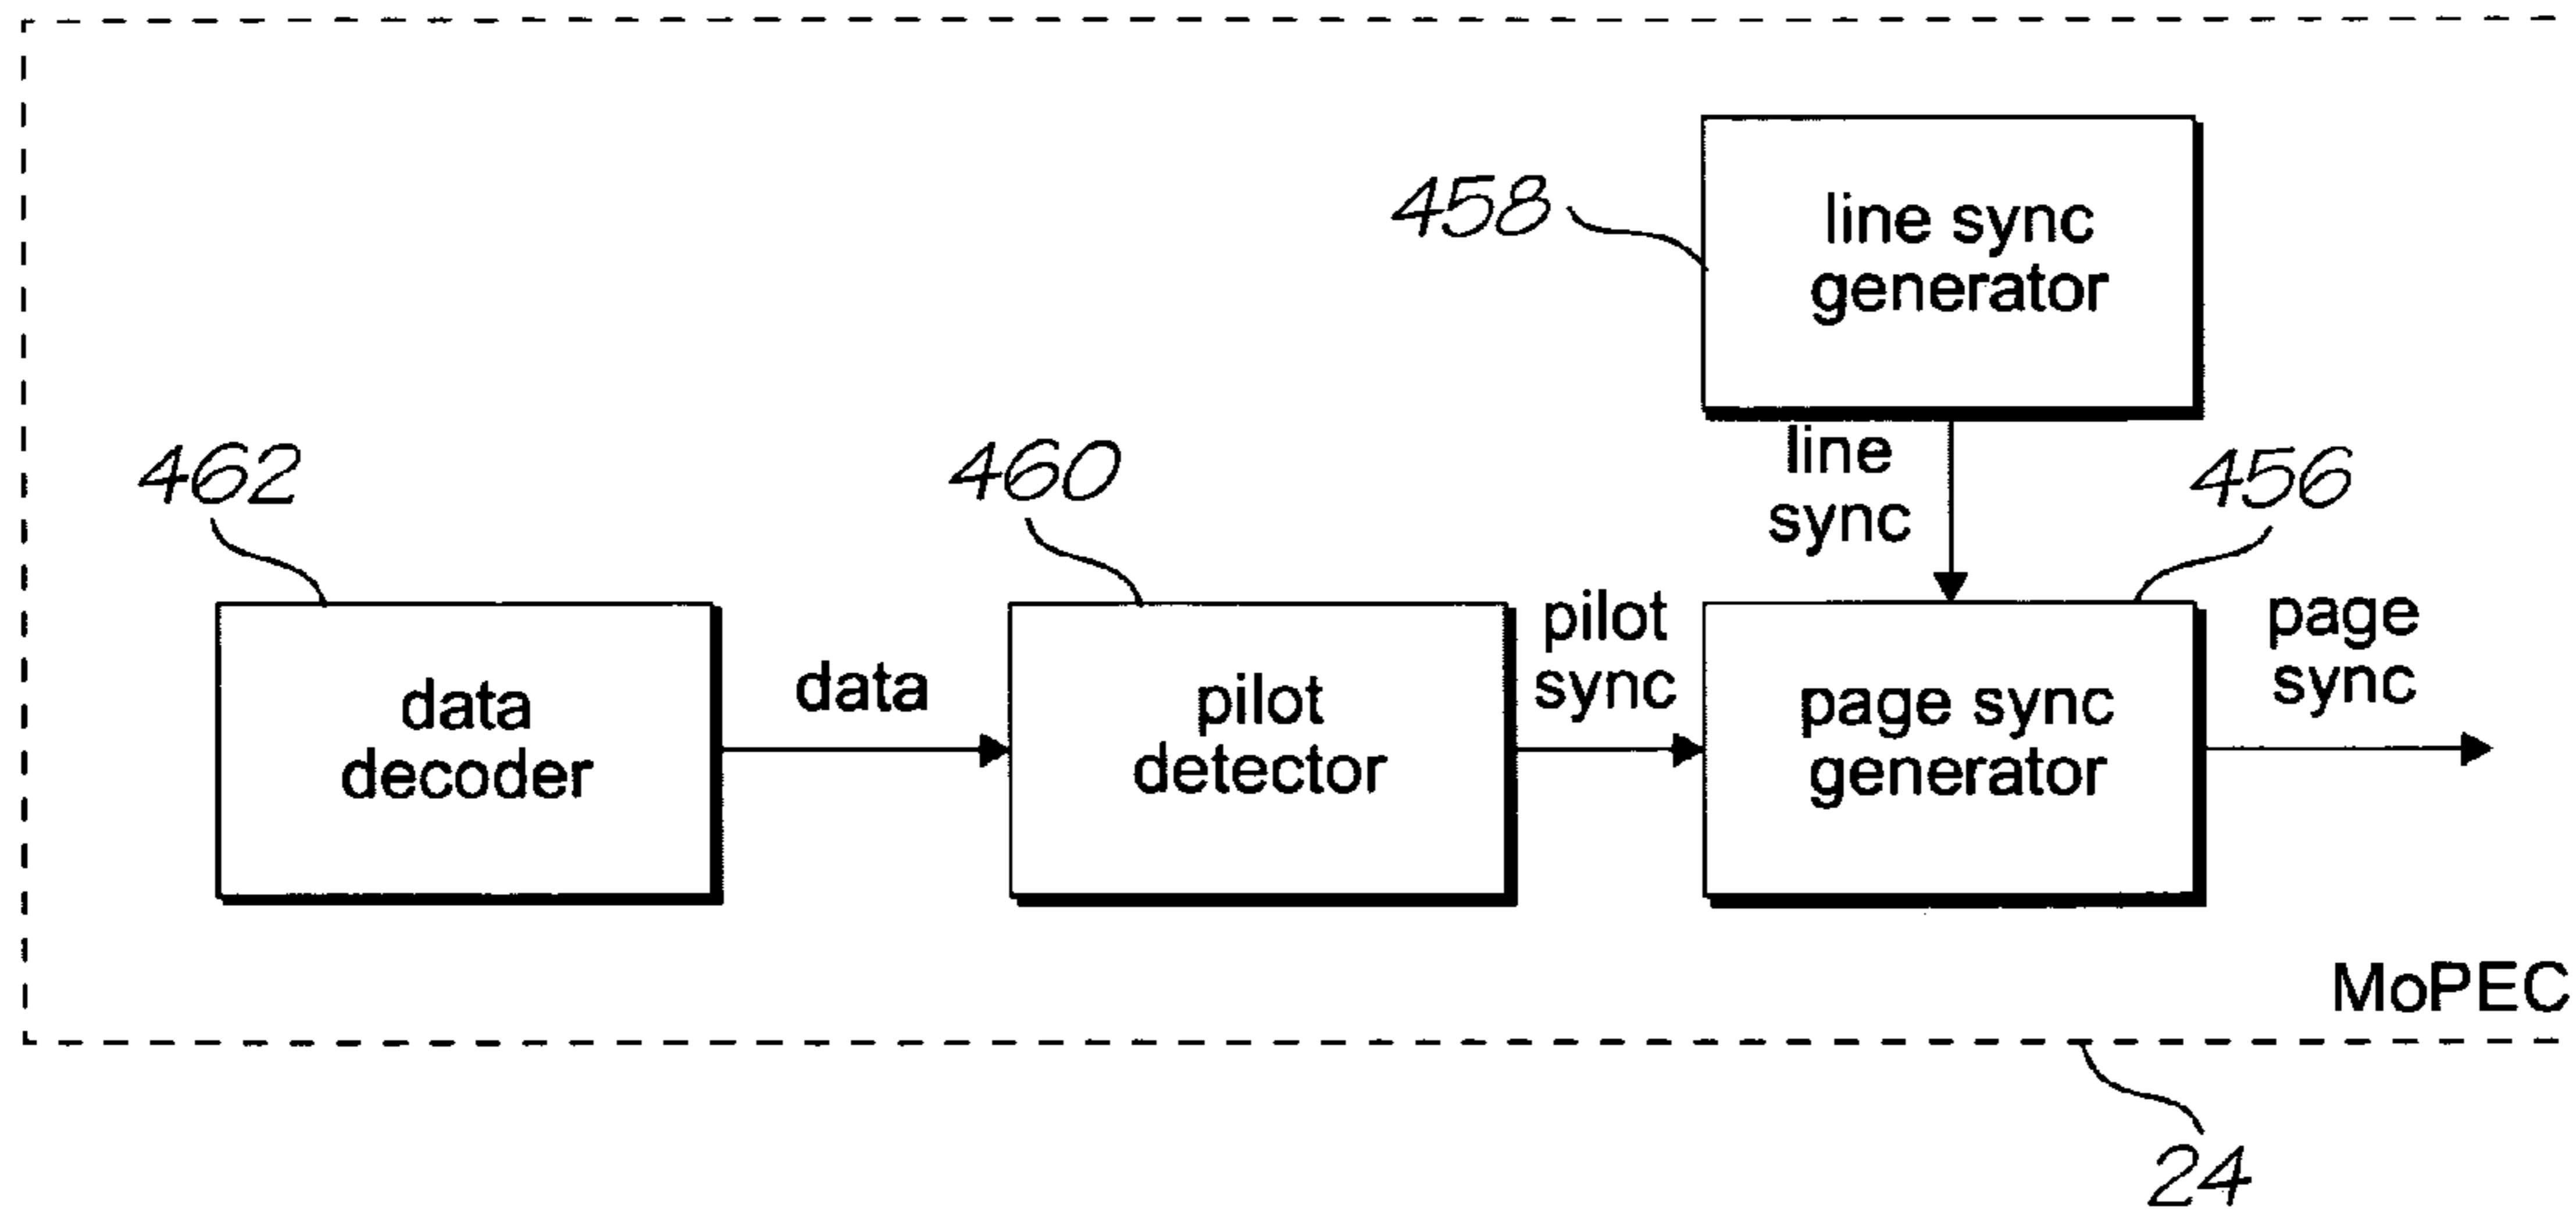 458
line sync
generator
line
sync
462
460
456
data
decoder
data
pilot
detector
pilot
sync
page sync
generator
page
sync
MoPEC
24